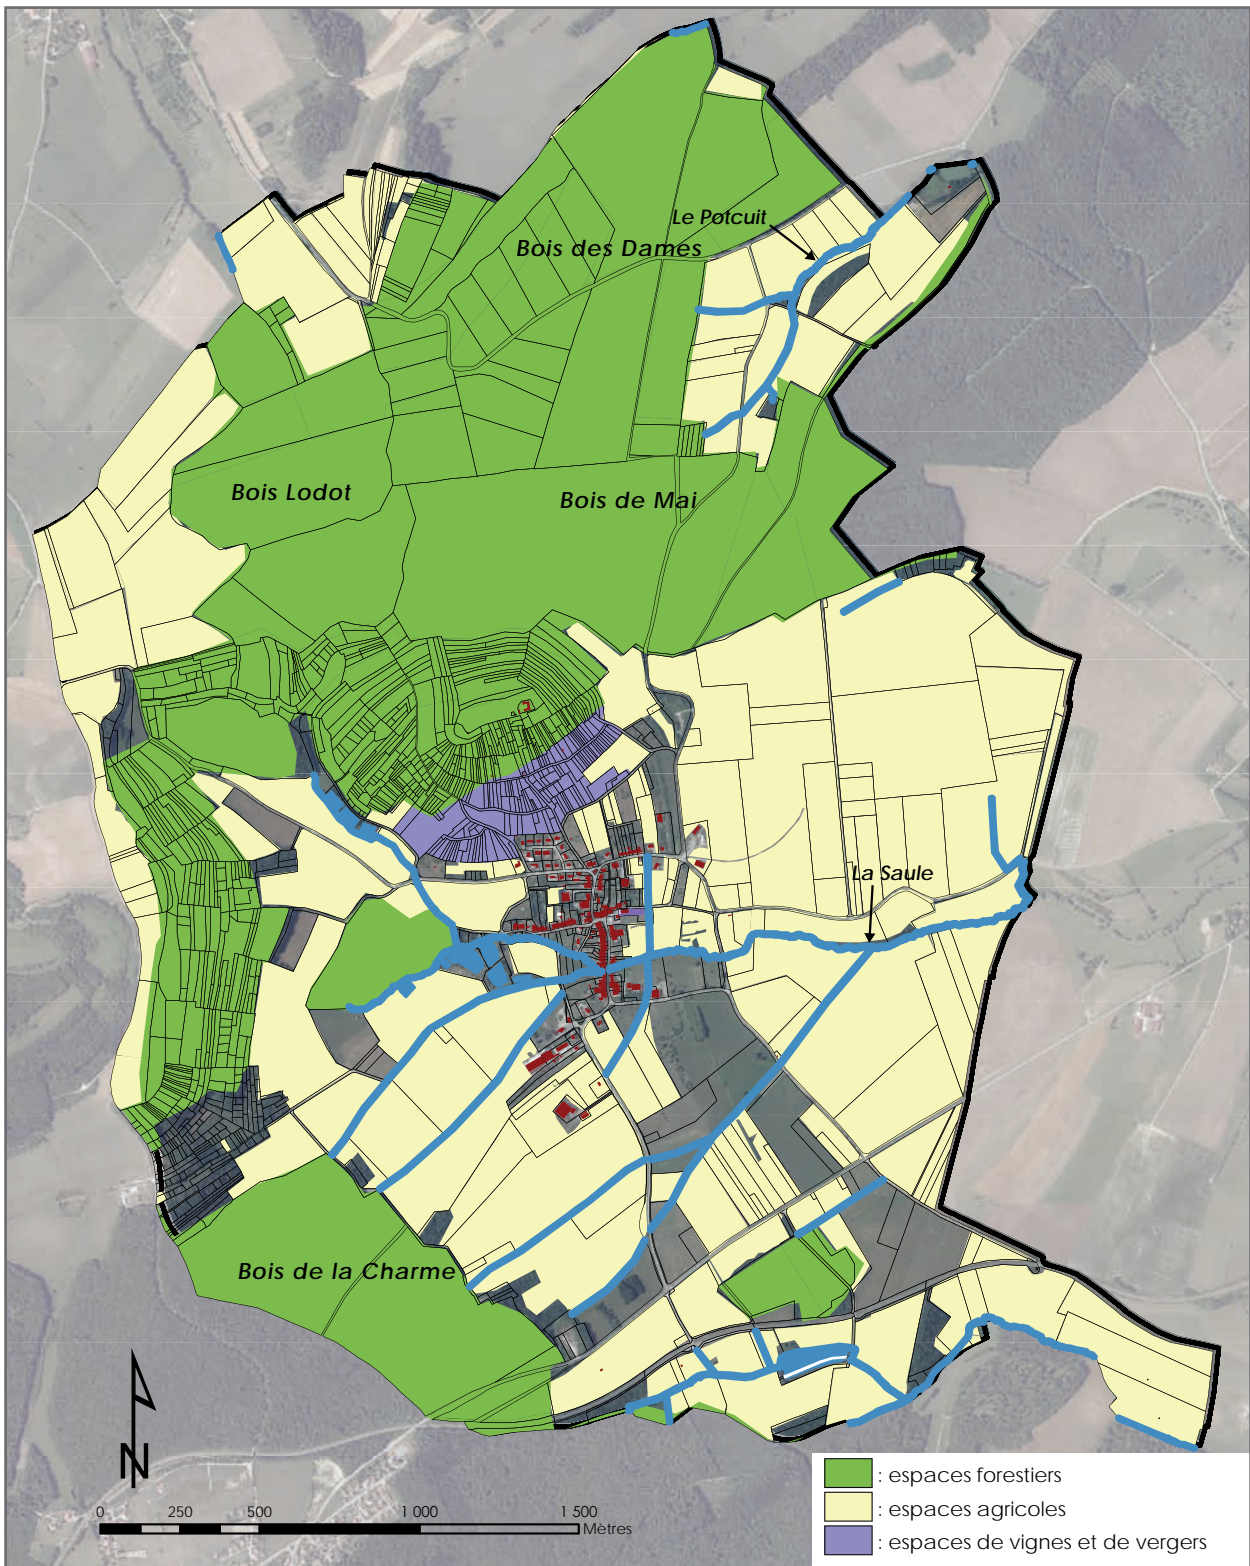 Le Potcuit
Bois des Dames
Bois Lodot
Bois de Mai
La Saule
Bois de la Charme
N
0 250 500 1 000 1 500
Mètres
: espaces forestiers
: espaces agricoles
: espaces de vignes et de vergers